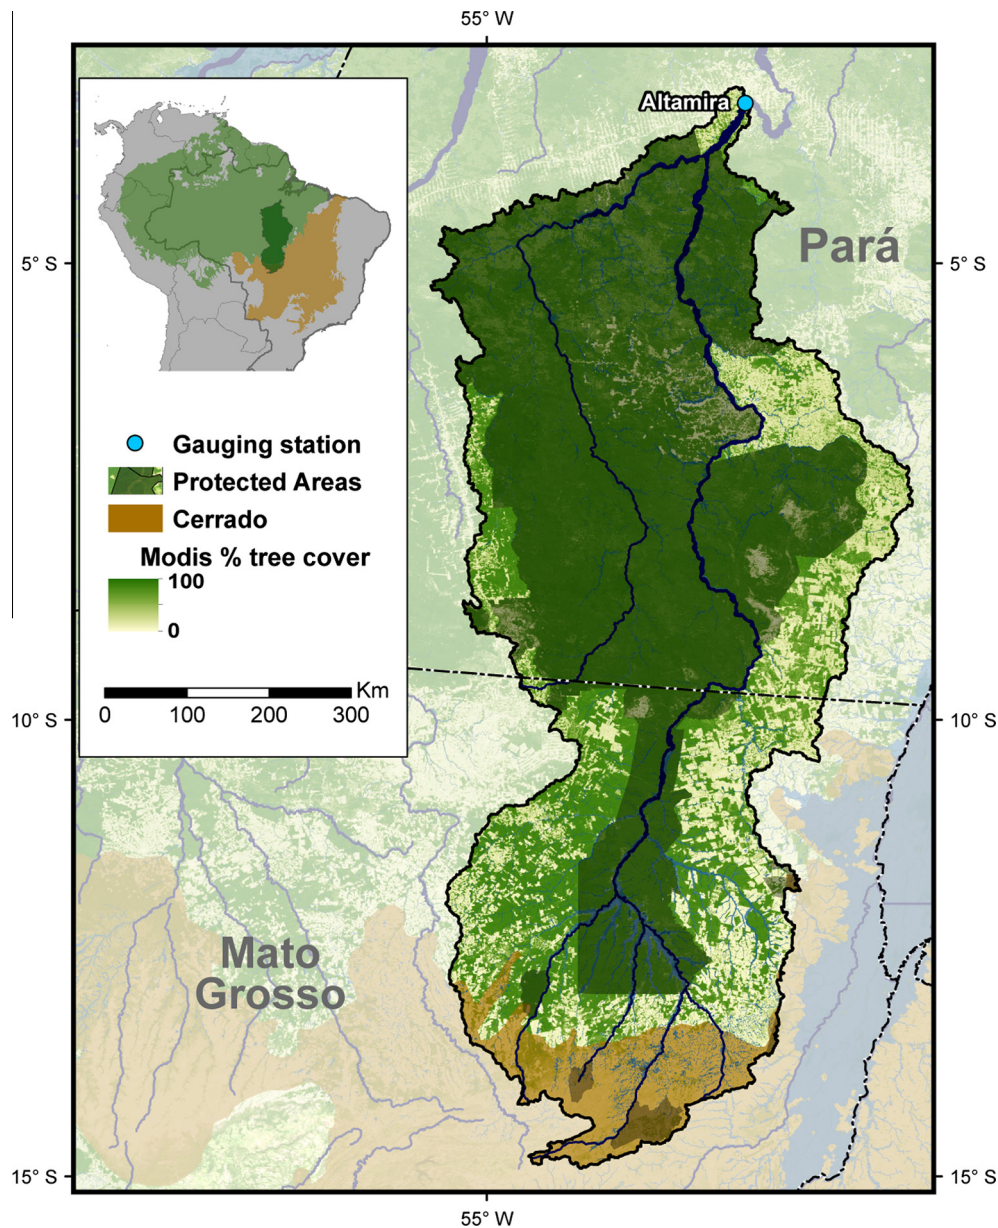 55° W
Altamira
Pará
5° S
5° S
Gauging station
Protected Areas
Cerrado
Modis % tree cover
100
0
Km
0 100 200 300
10° S
10° S
Mato
Grosso
15° S
15° S
55° W